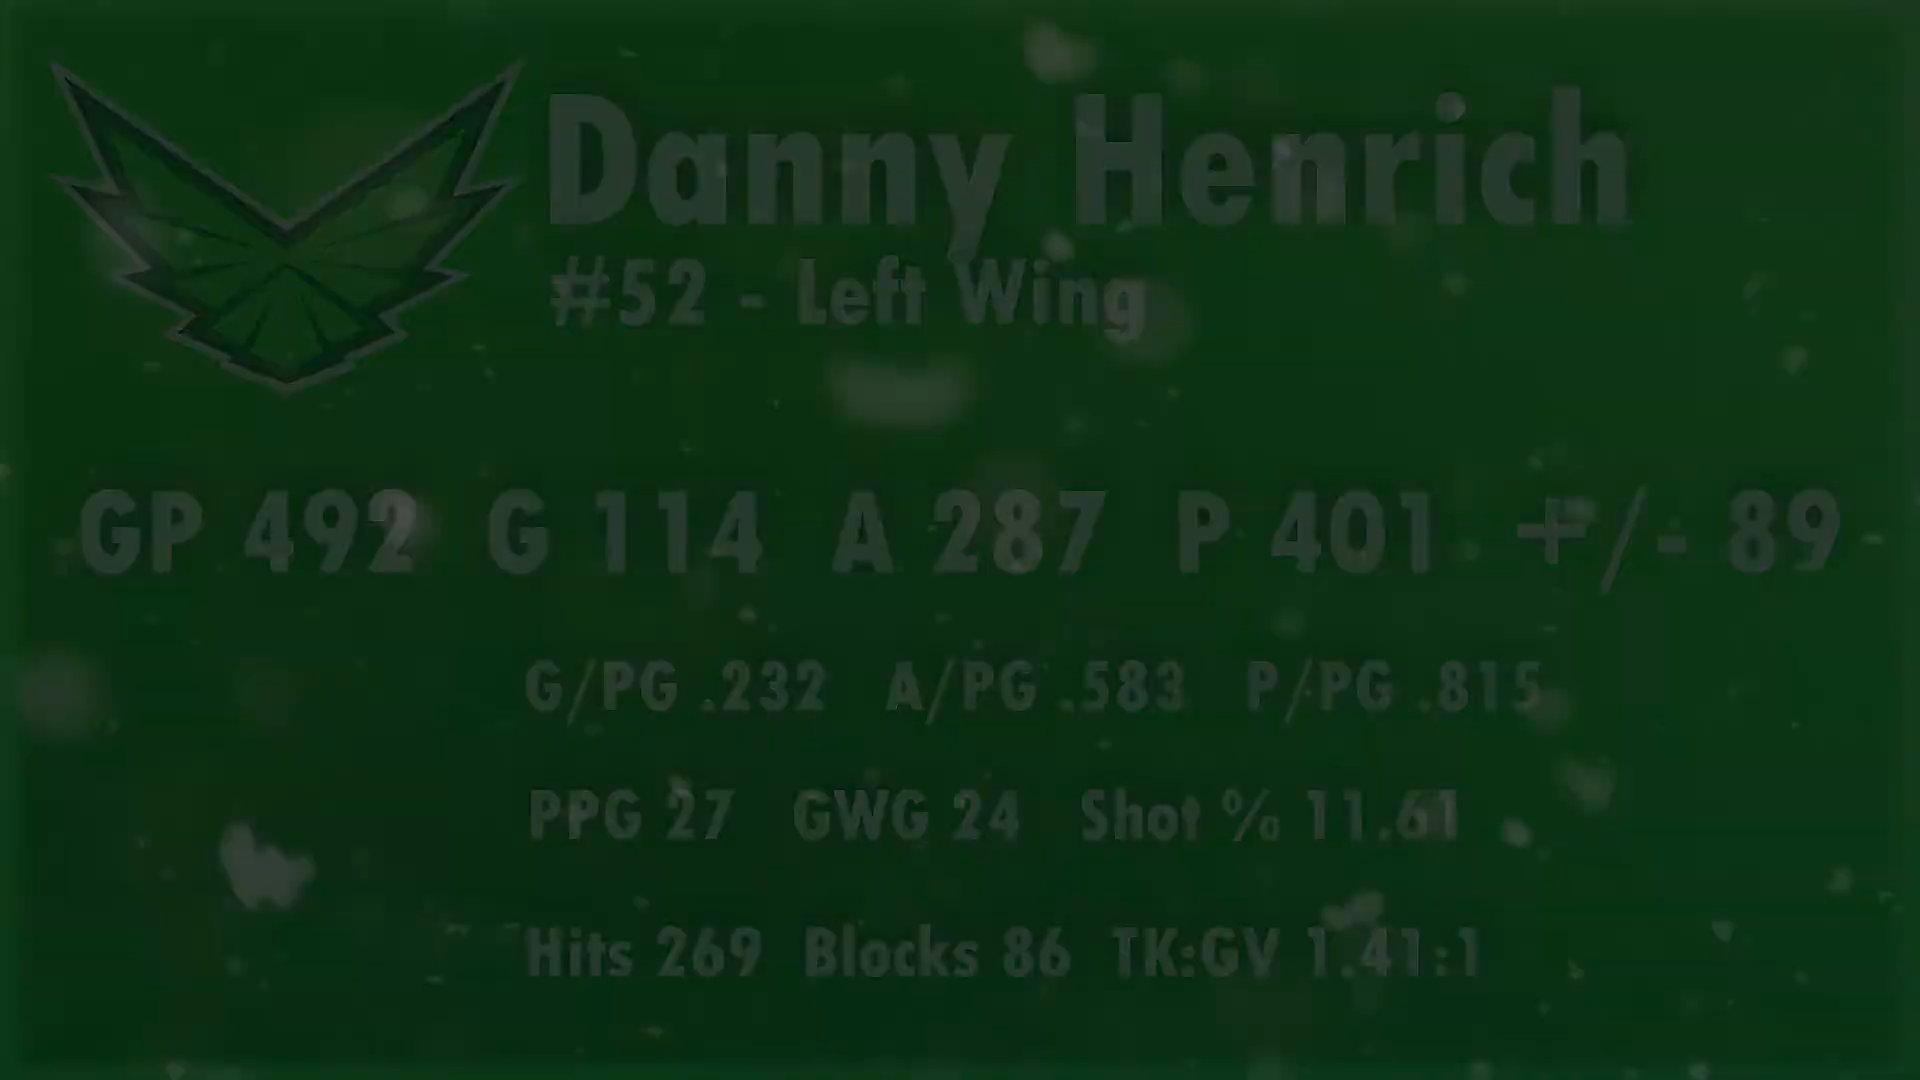 Danny Henrich
#52 - Left Wing
GP 492 G 114 A 287 P 401 +/- 89
G/PG .232 A/PG .583 P/PG .815
PPG 27 GWG 24 Shot % 11.61
Hits 269 Blocks 86 TK:GV 1.41:1